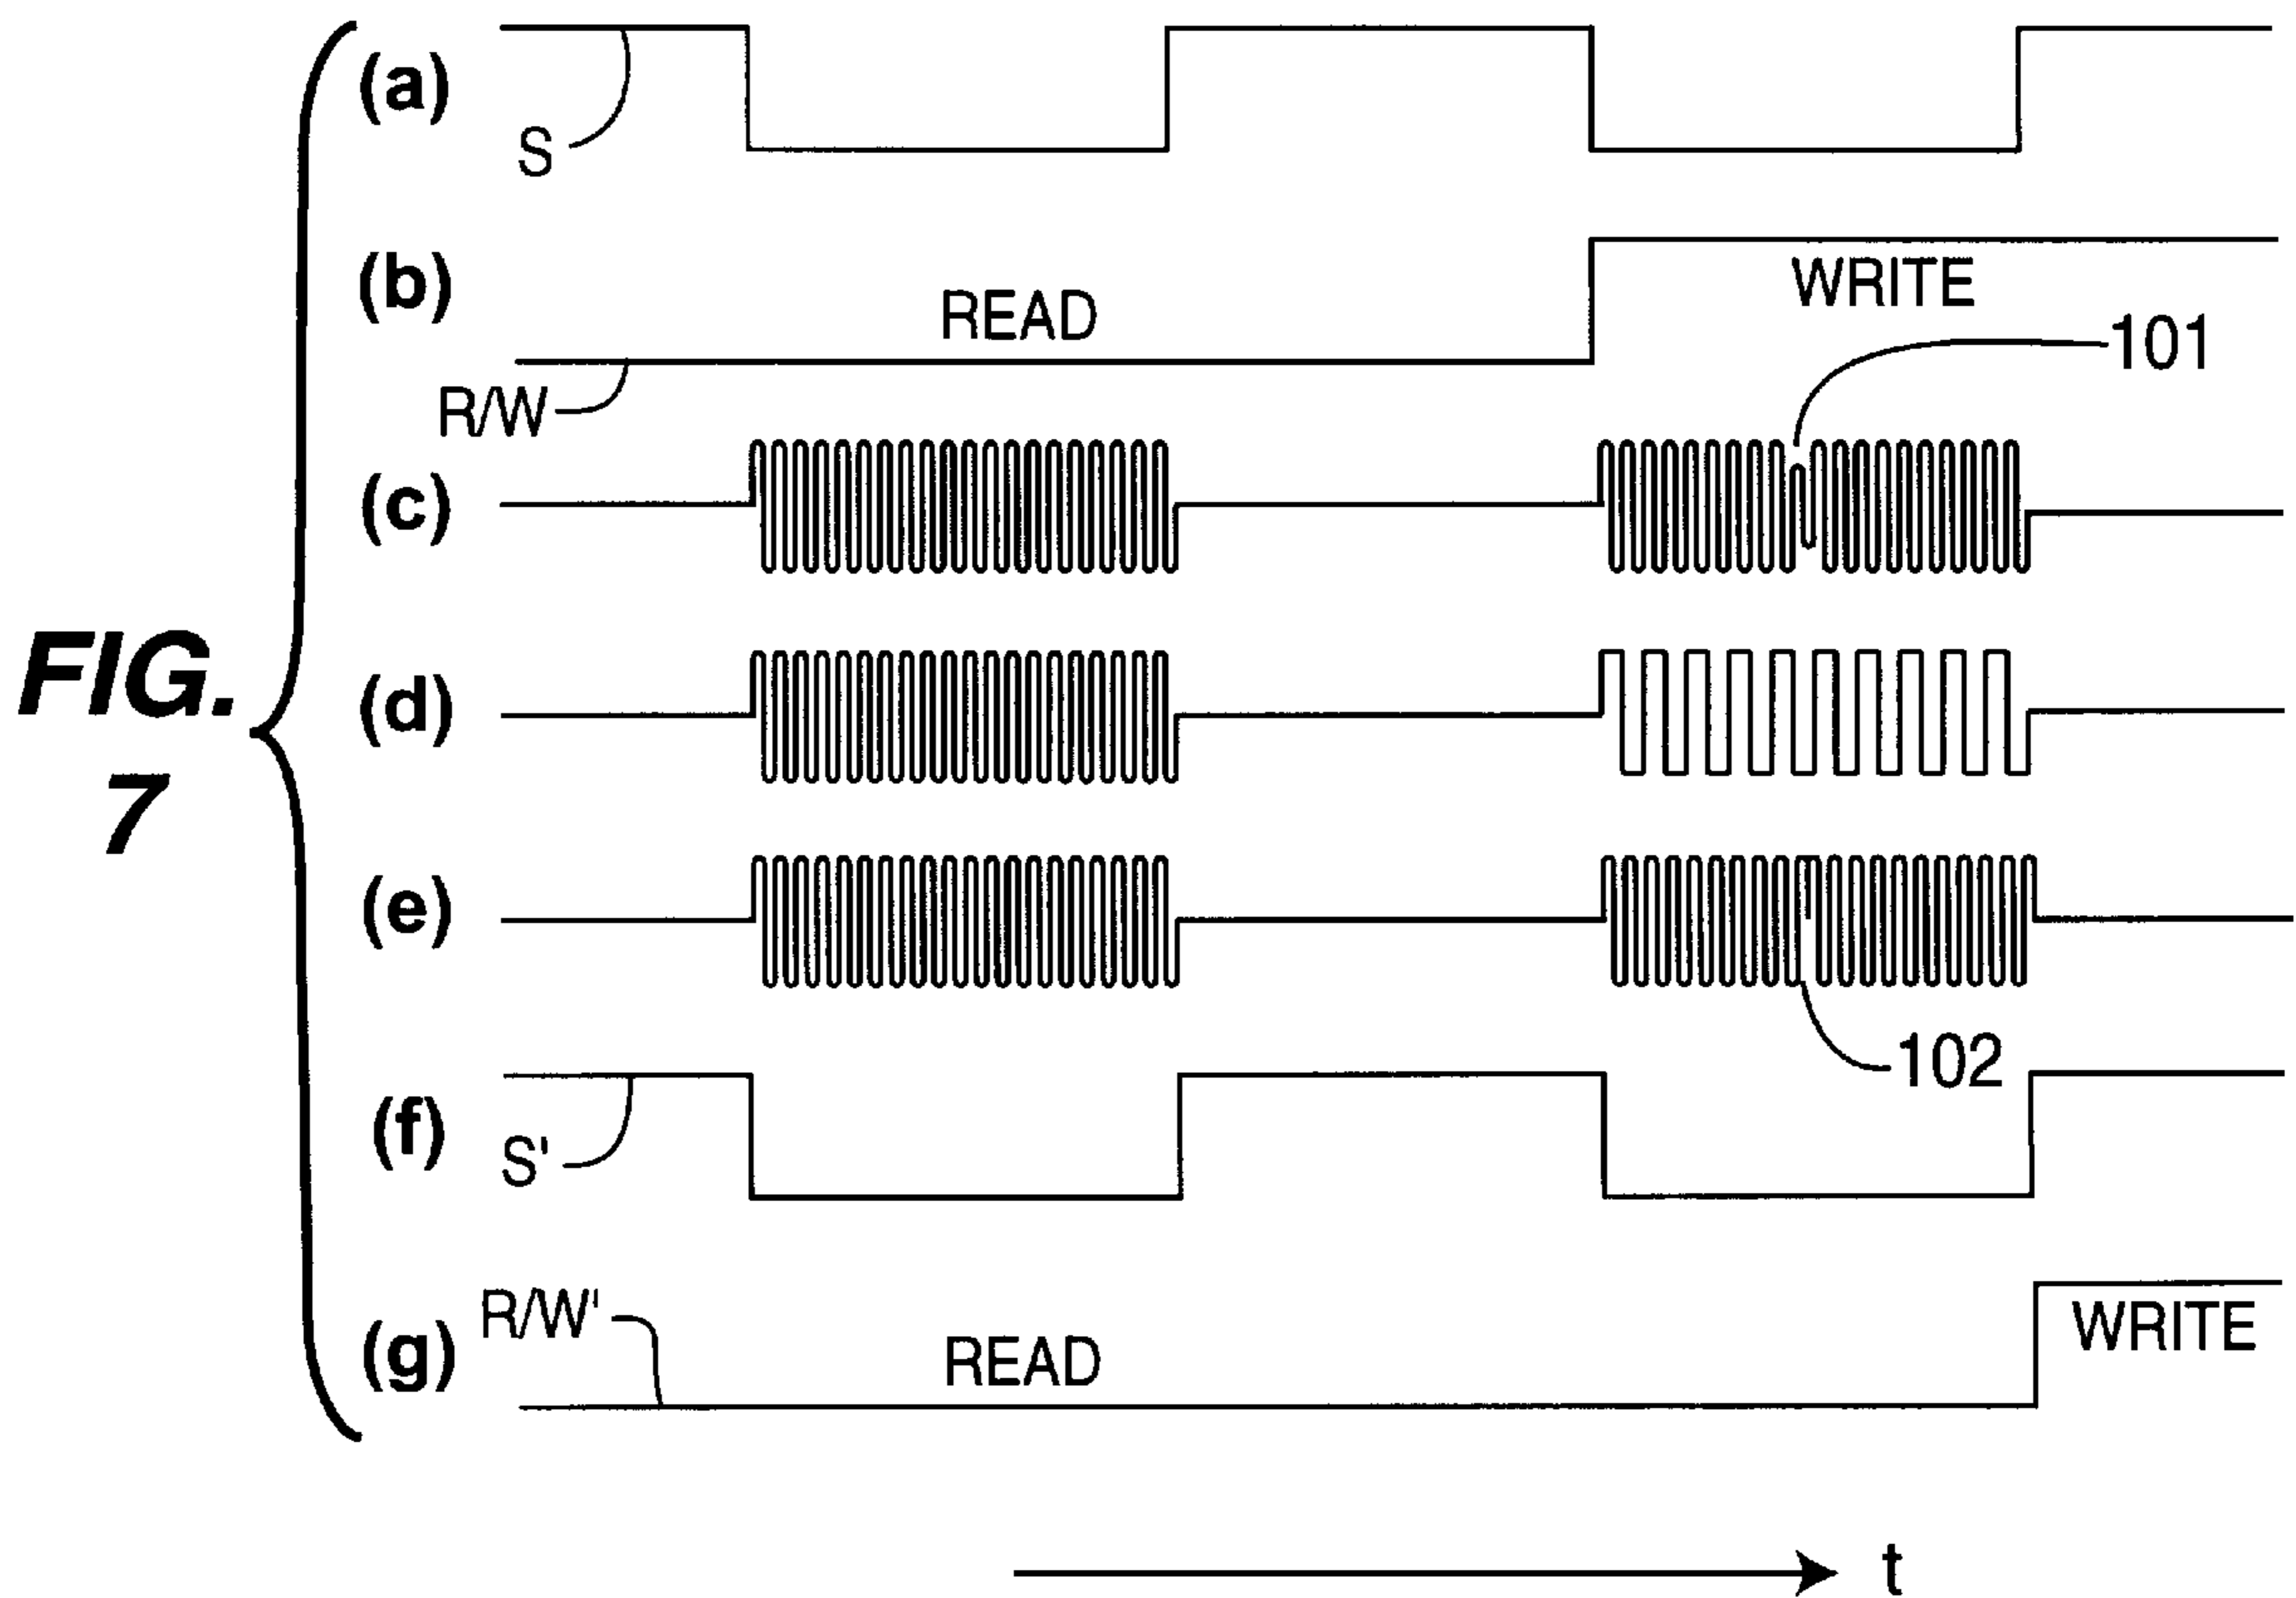 (a)
S
(b)
READ
WRITE
101
R/W
(c)
FIG.
7
(d)
(e)
102
(f)
S'
(g)
R/W'
READ
WRITE
t